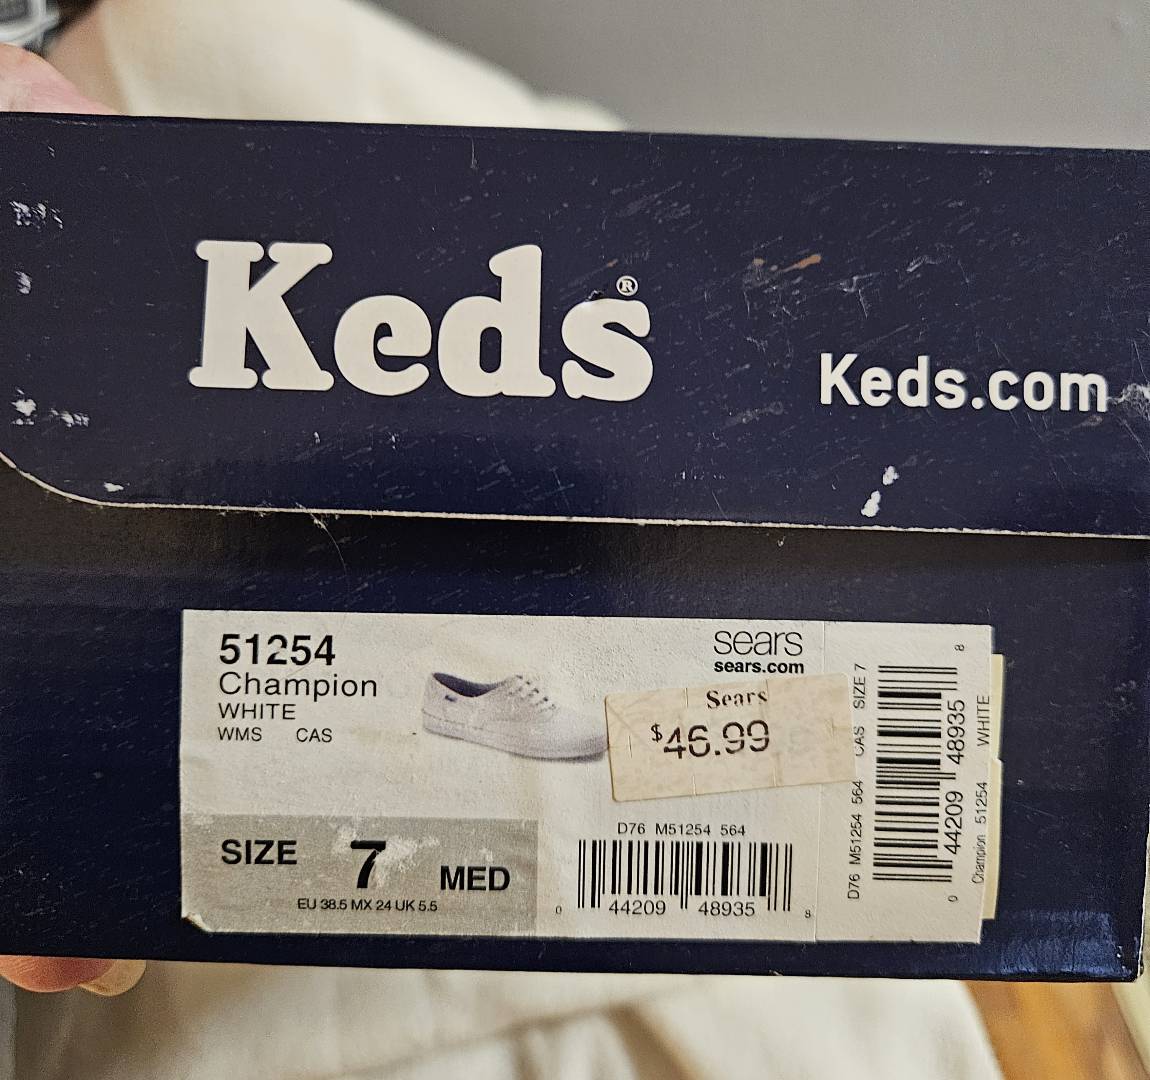 Keds®
Keds.com
51254
Champion
WHITE
WMS CAS
sears
sears.com
Sears
$46.99
SIZE 7 MED
EU 38.5 MX 24 UK 5.5
D76 M51254 564
0 44209 48935 8
D76 M51254 564 CAS SIZE 7
0 44209 48935 8
Champion 51254 WHITE